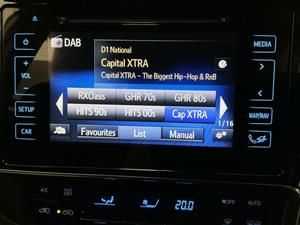 DAB
D1 National
Capital XTRA
Capital XTRA – The Biggest Hip-Hop & RnB
MEDIA
VOL
RXOasis GHR 70s GHR 80s
HITS 90s HITS 00s Cap XTRA
1/16
SETUP
MAP/NAV
CAR
Favourites List Manual
A/C
20.0
AUTO